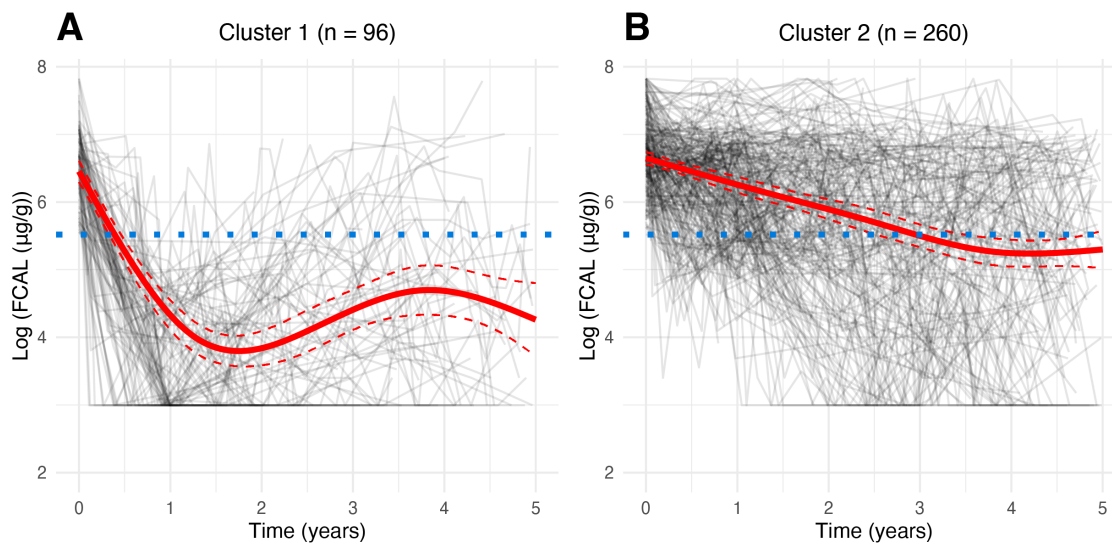 A
Cluster 1 (n = 96)
8
6
4
2
Log (FCAL (µg/g))
0 1 2 3 4 5
Time (years)
B
Cluster 2 (n = 260)
8
6
4
2
Log (FCAL (µg/g))
0 1 2 3 4 5
Time (years)